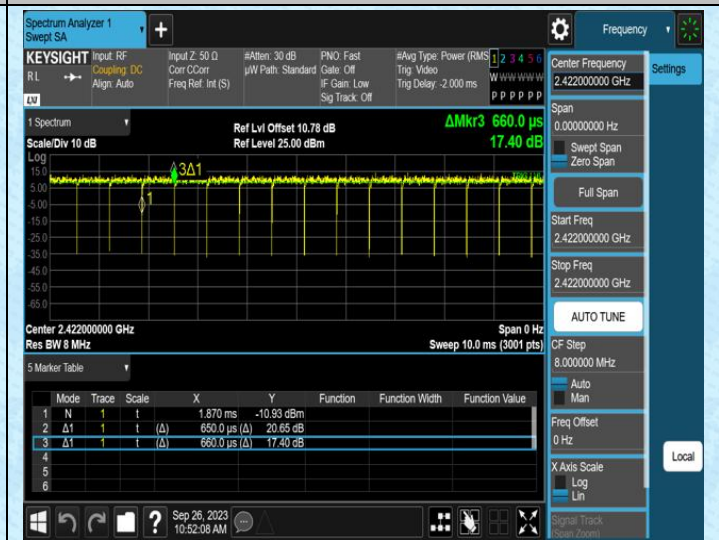 Spectrum Analyzer 1
Swept SA
+
Frequency
KEYSIGHT
RL
LXI
Input: RF
Coupling: DC
Align: Auto
Input Z: 50 Ω
Corr CCorr
Freq Ref: Int (S)
#Atten: 30 dB
µW Path: Standard
PNO: Fast
Gate: Off
IF Gain: Low
Sig Track: Off
#Avg Type: Power (RMS
Trig: Video
Trig Delay: -2.000 ms
1 2 3 4 5 6
W W W W W W
P P P P P P
1 Spectrum
Scale/Div 10 dB
Ref Lvl Offset 10.78 dB
Ref Level 25.00 dBm
ΔMkr3 660.0 µs
17.40 dB
Log
15.0
5.00
-5.00
-15.0
-25.0
-35.0
-45.0
-55.0
-65.0
3Δ1
1
Center 2.422000000 GHz
Res BW 8 MHz
Span 0 Hz
Sweep 10.0 ms (3001 pts)
5 Marker Table
Mode Trace Scale X Y Function Function Width Function Value
1 N 1 t 1.870 ms -10.93 dBm
2 Δ1 1 t (Δ) 650.0 µs (Δ) 20.65 dB
3 Δ1 1 t (Δ) 660.0 µs (Δ) 17.40 dB
4
5
6
?
Sep 26, 2023
10:52:08 AM
Center Frequency
2.422000000 GHz
Span
0.00000000 Hz
Swept Span
Zero Span
Full Span
Start Freq
2.422000000 GHz
Stop Freq
2.422000000 GHz
AUTO TUNE
CF Step
8.000000 MHz
Auto
Man
Freq Offset
0 Hz
X Axis Scale
Log
Lin
Signal Track
(Span Zoom)
Settings
Local